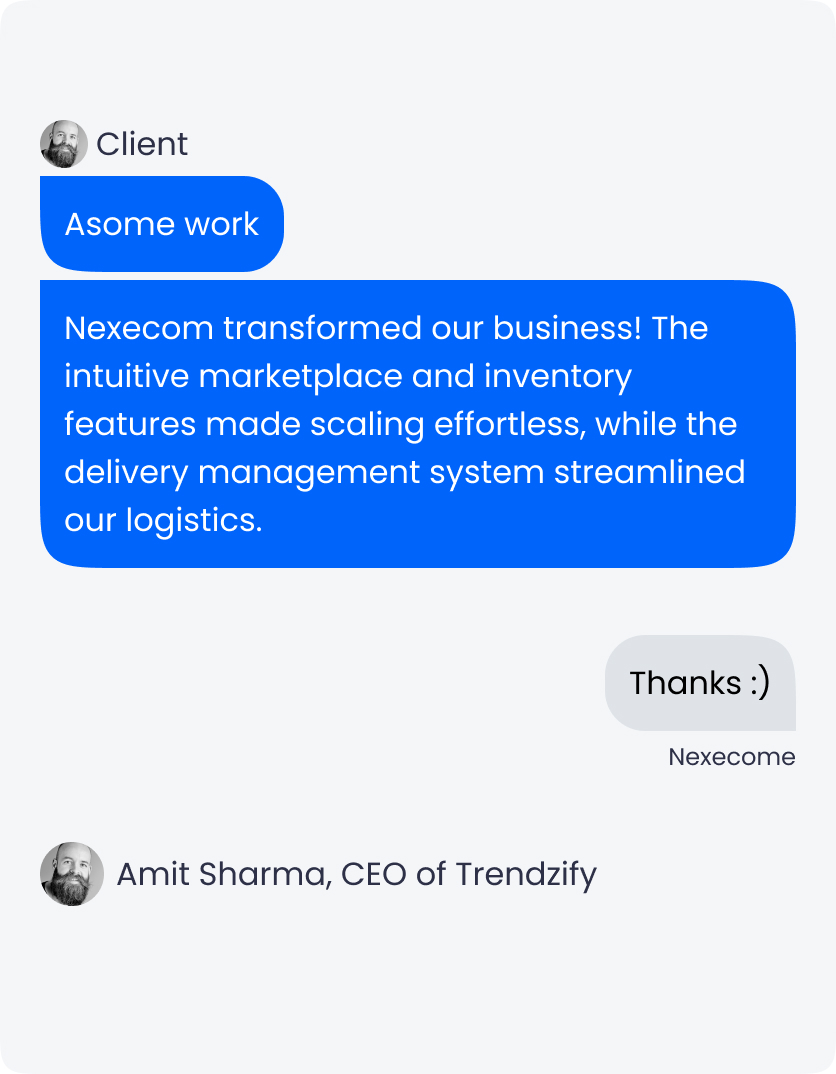 Client
Asome work
Nexecom transformed our business! The
intuitive marketplace and inventory
features made scaling effortless, while the
delivery management system streamlined
our logistics.
Thanks :)
Nexecome
Amit Sharma, CEO of Trendzify